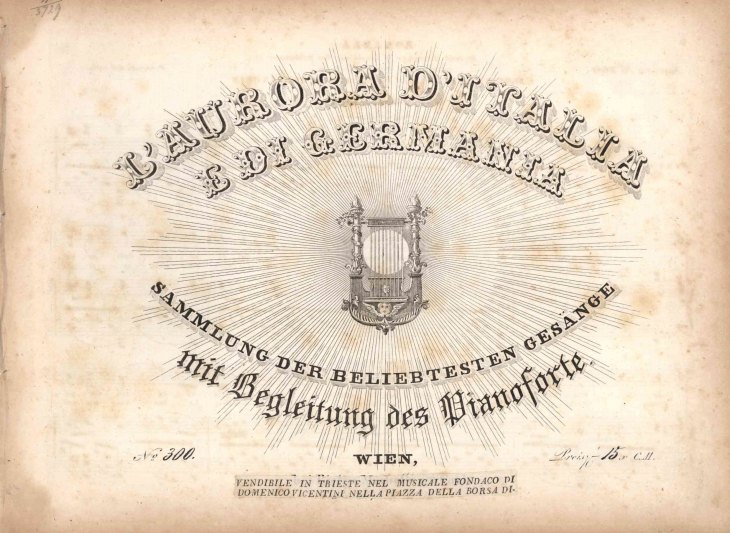 3729
L'AURORA D'ITALIA
E DI GERMANIA
SAMMLUNG DER BELIEBTESTEN GESÄNGE
mit Begleitung des Pianoforte.
No 300.
Preis 15 x C.M.
WIEN,
VENDIBILE IN TRIESTE NEL MUSICALE FONDACO DI
DOMENICO VICENTINI NELLA PIAZZA DELLA BORSA DI-